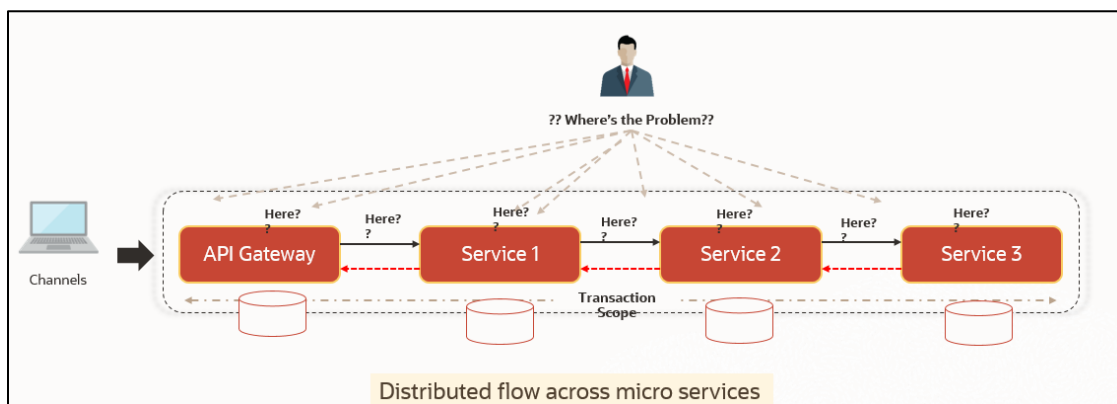 ?? Where's the Problem??
Here?
?
Here?
?
Here?
?
Here?
?
Here?
?
Here?
?
Here?
?
API Gateway
Service 1
Service 2
Service 3
Channels
Transaction
Scope
Distributed flow across micro services